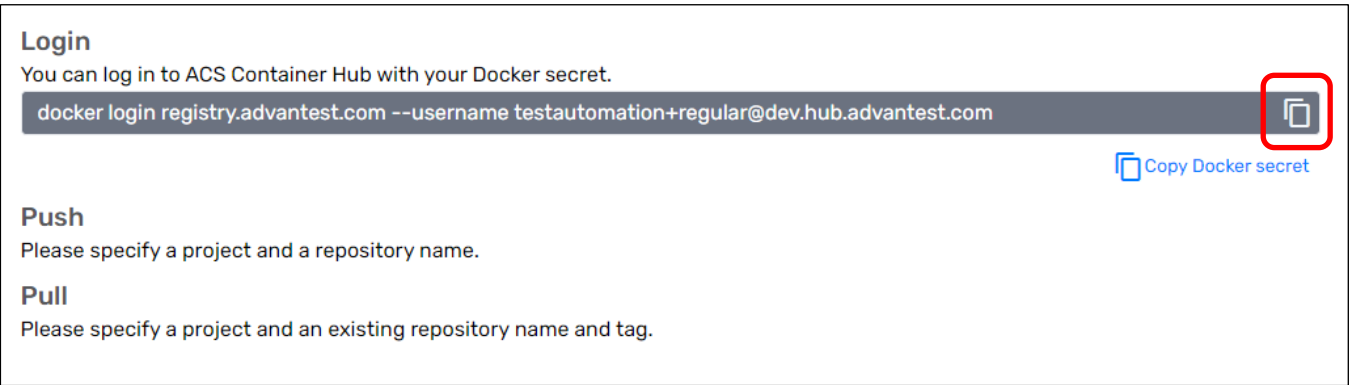 Login
You can log in to ACS Container Hub with your Docker secret.
docker login registry.advantest.com --username testautomation+regular@dev.hub.advantest.com
Copy Docker secret
Push
Please specify a project and a repository name.
Pull
Please specify a project and an existing repository name and tag.